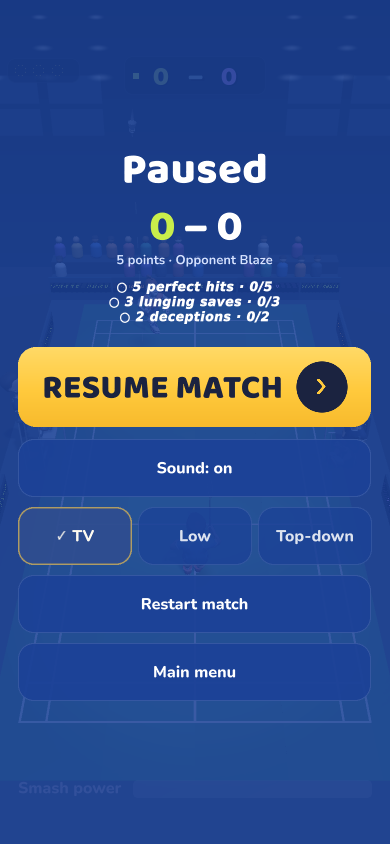 0 – 0
Paused
0 – 0
5 points · Opponent Blaze
○ 5 perfect hits · 0/5
○ 3 lunging saves · 0/3
○ 2 deceptions · 0/2
RESUME MATCH ›
Sound: on
✓ TV
Low
Top-down
Restart match
Main menu
Smash power